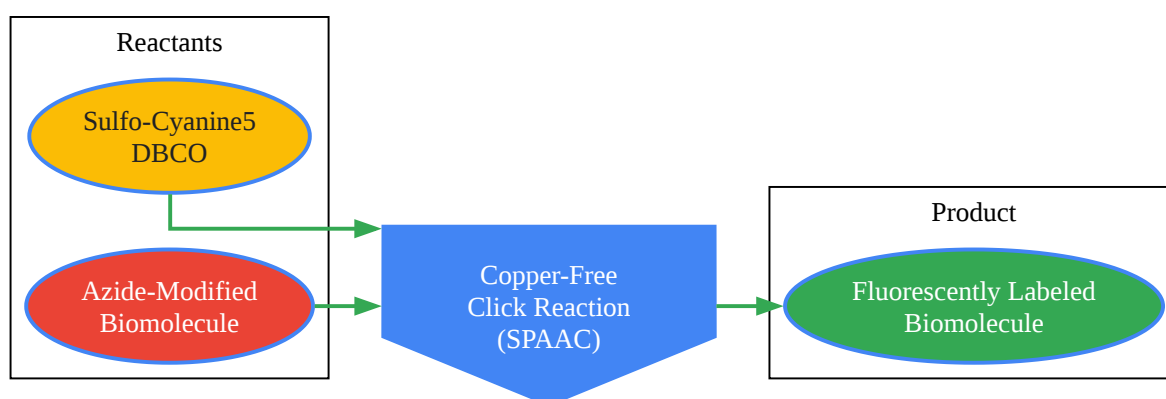 Reactants
Sulfo-Cyanine5
DBCO
Azide-Modified
Biomolecule
Copper-Free
Click Reaction
(SPAAC)
Product
Fluorescently Labeled
Biomolecule